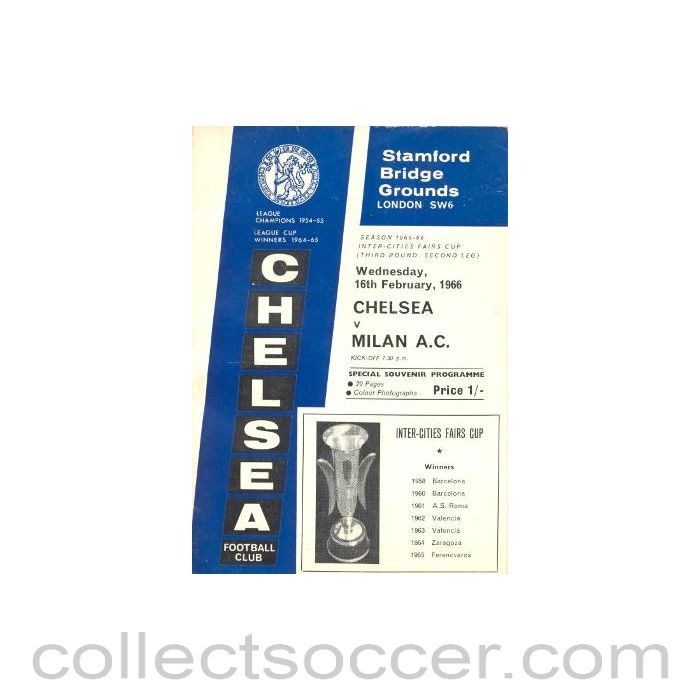 Stamford
Bridge
Grounds
LONDON SW6
LEAGUE
CHAMPIONS 1954-55
LEAGUE CUP
WINNERS 1964-65
CHELSEA
FOOTBALL
CLUB
SEASON 1965-66
INTER-CITIES FAIRS CUP
(THIRD ROUND, SECOND LEG)
Wednesday,
16th February, 1966
CHELSEA
v
MILAN A.C.
KICK-OFF 7.30 p.m.
SPECIAL SOUVENIR PROGRAMME
● 20 Pages
● Colour Photographs
Price 1/-
INTER-CITIES FAIRS CUP
★
Winners
1958 Barcelona
1960 Barcelona
1961 A.S. Roma
1962 Valencia
1963 Valencia
1964 Zaragoza
1965 Ferencvaros
collectsoccer.com